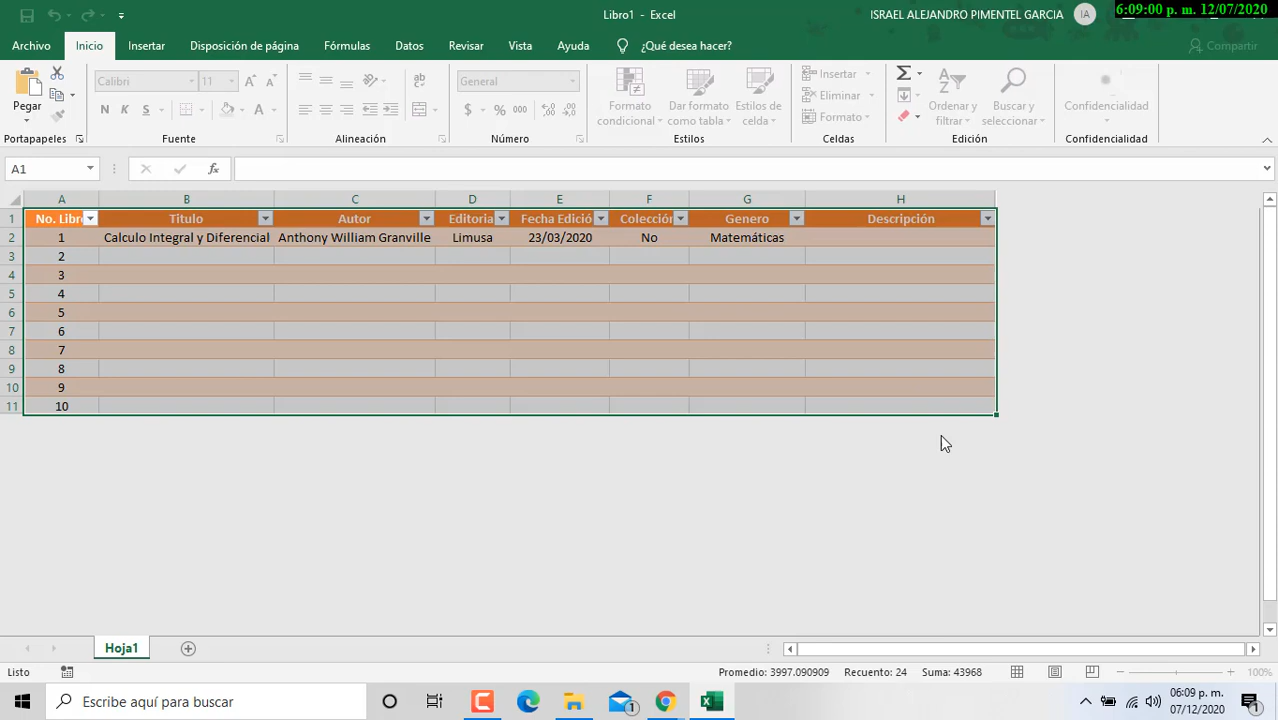 Libro1 - Excel
ISRAEL ALEJANDRO PIMENTEL GARCIA
IA
6:09:00 p. m. 12/07/2020
Archivo Inicio Insertar Disposición de página Fórmulas Datos Revisar Vista Ayuda ¿Qué desea hacer? Compartir
Calibri 11 General Insertar
Pegar Formato condicional Dar formato como tabla Estilos de celda Eliminar Ordenar y filtrar Buscar y seleccionar Confidencialidad
N K S $ % 000 Formato
Portapapeles Fuente Alineación Número Estilos Celdas Edición Confidencialidad
A1 fx
A B C D E F G H
1 No. Libr Titulo Autor Editoria Fecha Edició Colección Genero Descripción
2 1 Calculo Integral y Diferencial Anthony William Granville Limusa 23/03/2020 No Matemáticas
3 2
4 3
5 4
6 5
7 6
8 7
9 8
10 9
11 10
Hoja1
Listo Promedio: 3997.090909 Recuento: 24 Suma: 43968 100%
Escribe aquí para buscar 1 06:09 p. m. 1
07/12/2020